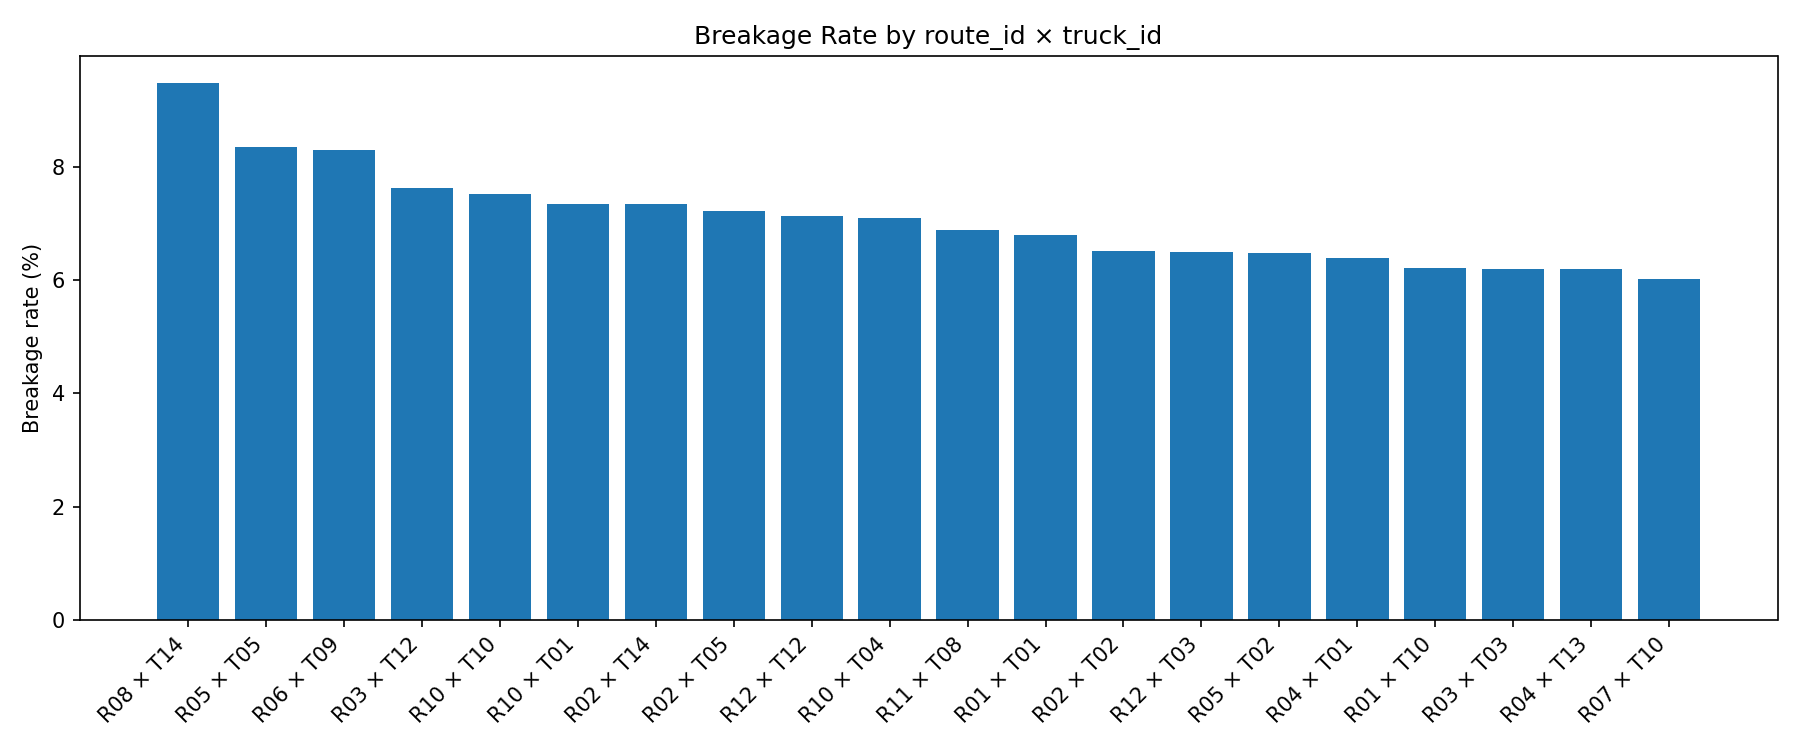 Breakage Rate by route_id × truck_id
Breakage rate (%)
8
6
4
2
0
R08 × T14
R05 × T05
R06 × T09
R03 × T12
R10 × T10
R10 × T01
R02 × T14
R02 × T05
R12 × T12
R10 × T04
R11 × T08
R01 × T01
R02 × T02
R12 × T03
R05 × T02
R04 × T01
R01 × T10
R03 × T03
R04 × T13
R07 × T10